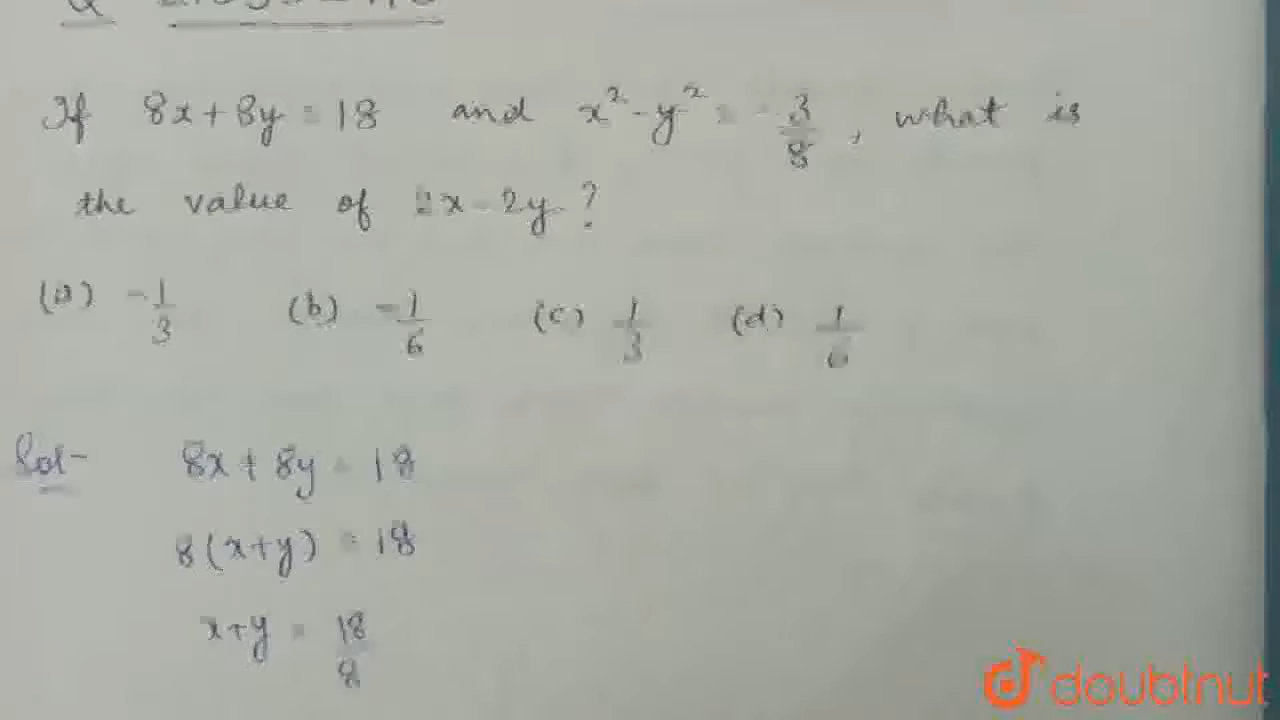 If 8x+8y = 18 and x² - y² = -3/8, what is
the value of 2x - 2y?
(a) -1/3 (b) -1/6 (c) 1/3 (d) 1/6
Sol- 8x + 8y = 18
8(x+y) = 18
x+y = 18/8
doubtnut